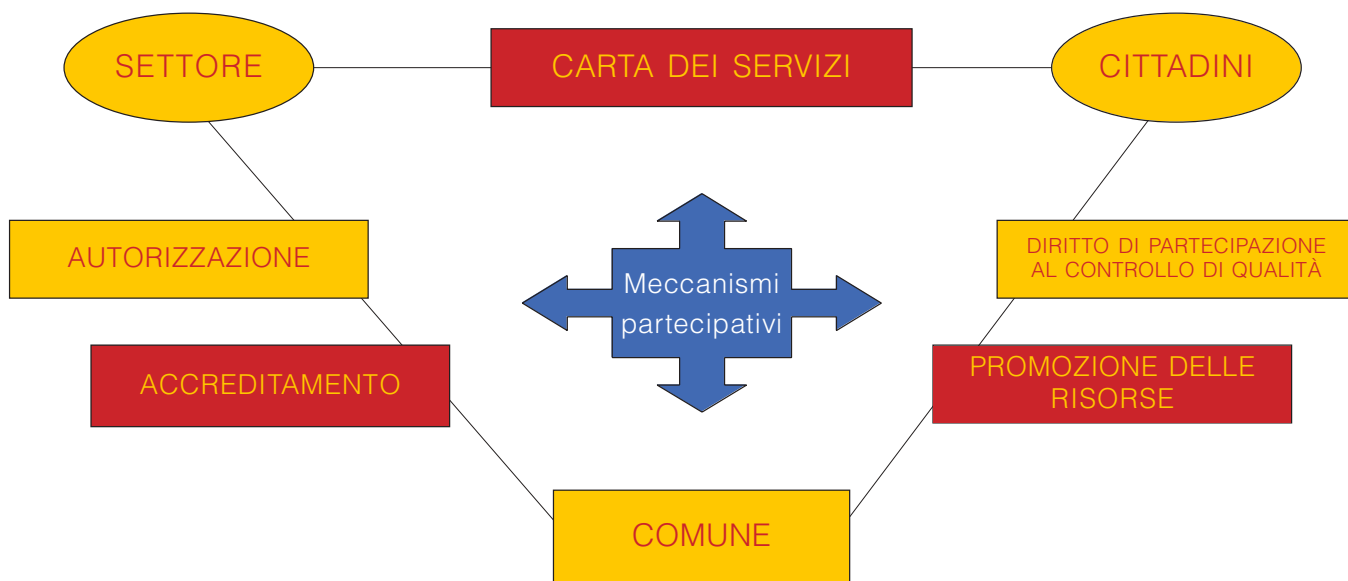 SETTORE
CARTA DEI SERVIZI
CITTADINI
AUTORIZZAZIONE
Meccanismi
partecipativi
DIRITTO DI PARTECIPAZIONE
AL CONTROLLO DI QUALITÀ
ACCREDITAMENTO
PROMOZIONE DELLE
RISORSE
COMUNE